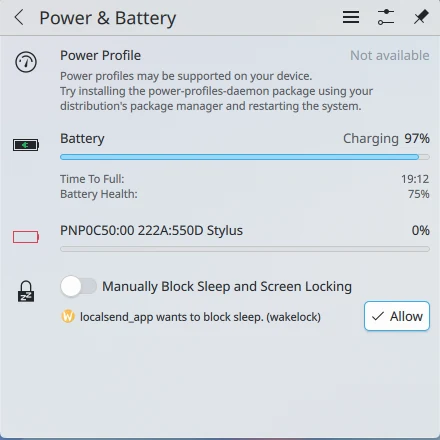 Power & Battery
Power Profile Not available
Power profiles may be supported on your device.
Try installing the power-profiles-daemon package using your
distribution's package manager and restarting the system.
Battery Charging 97%
Time To Full: 19:12
Battery Health: 75%
PNP0C50:00 222A:550D Stylus 0%
Manually Block Sleep and Screen Locking
localsend_app wants to block sleep. (wakelock) Allow